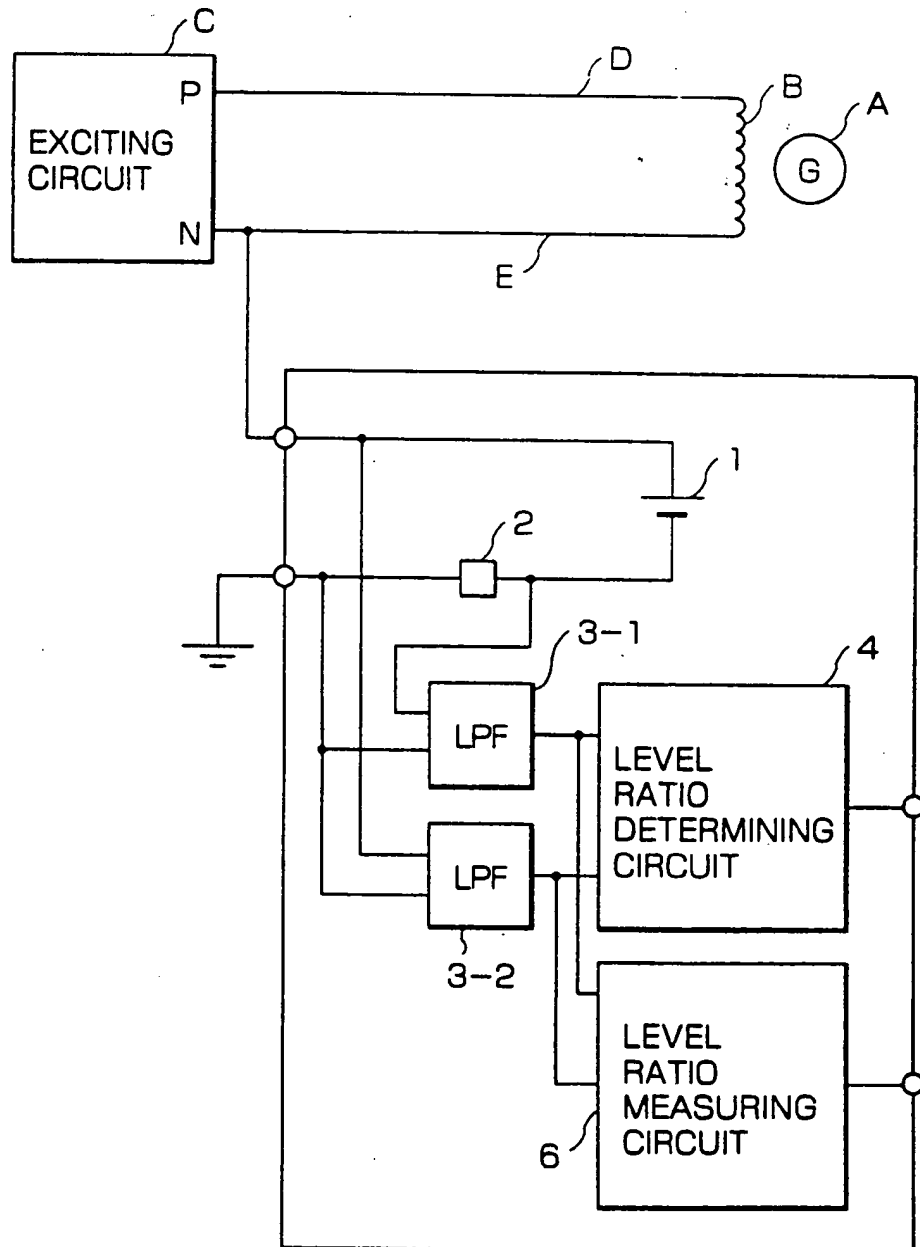 C
P
EXCITING
CIRCUIT
N
D
B
A
G
E
1
2
3-1
LPF
4
LEVEL
RATIO
DETERMINING
CIRCUIT
LPF
3-2
LEVEL
RATIO
MEASURING
CIRCUIT
6